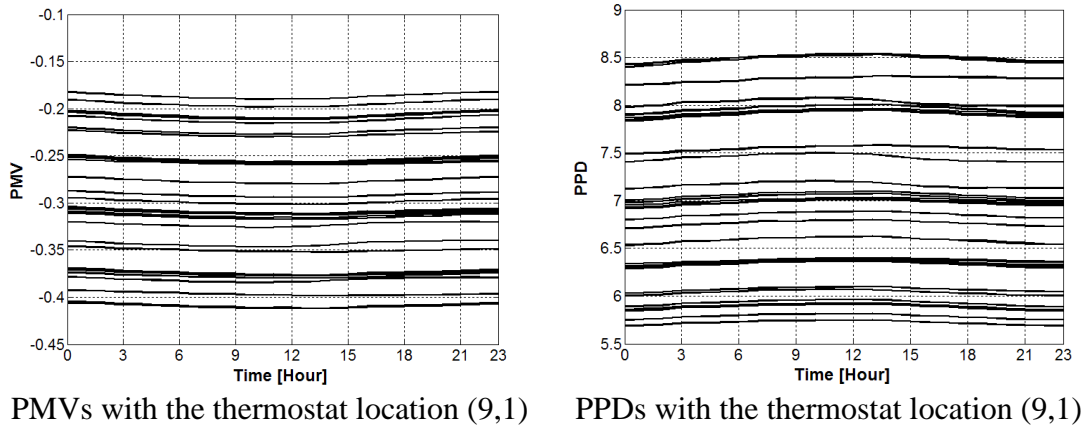 -0.1
-0.15
-0.2
-0.25
-0.3
-0.35
-0.4
-0.45
PMV
0 3 6 9 12 15 18 21 23
Time [Hour]
9
8.5
8
7.5
7
6.5
6
5.5
PPD
0 3 6 9 12 15 18 21 23
Time [Hour]
PMVs with the thermostat location (9,1)
PPDs with the thermostat location (9,1)